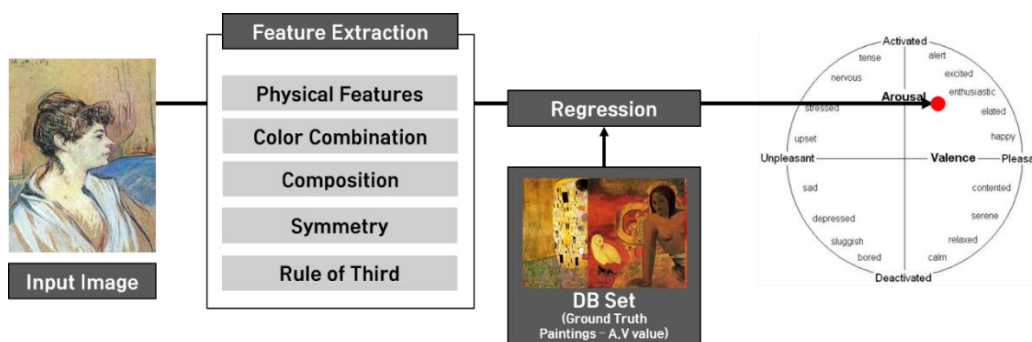 Feature Extraction
Physical Features
Color Combination
Composition
Symmetry
Rule of Third
Input Image
Regression
DB Set
(Ground Truth
Paintings – A,V value)
Activated
tense
alert
nervous
excited
enthusiastic
Arousal
stressed
elated
upset
happy
Unpleasant
Valence
Pleasa
sad
contented
depressed
serene
sluggish
relaxed
bored
calm
Deactivated